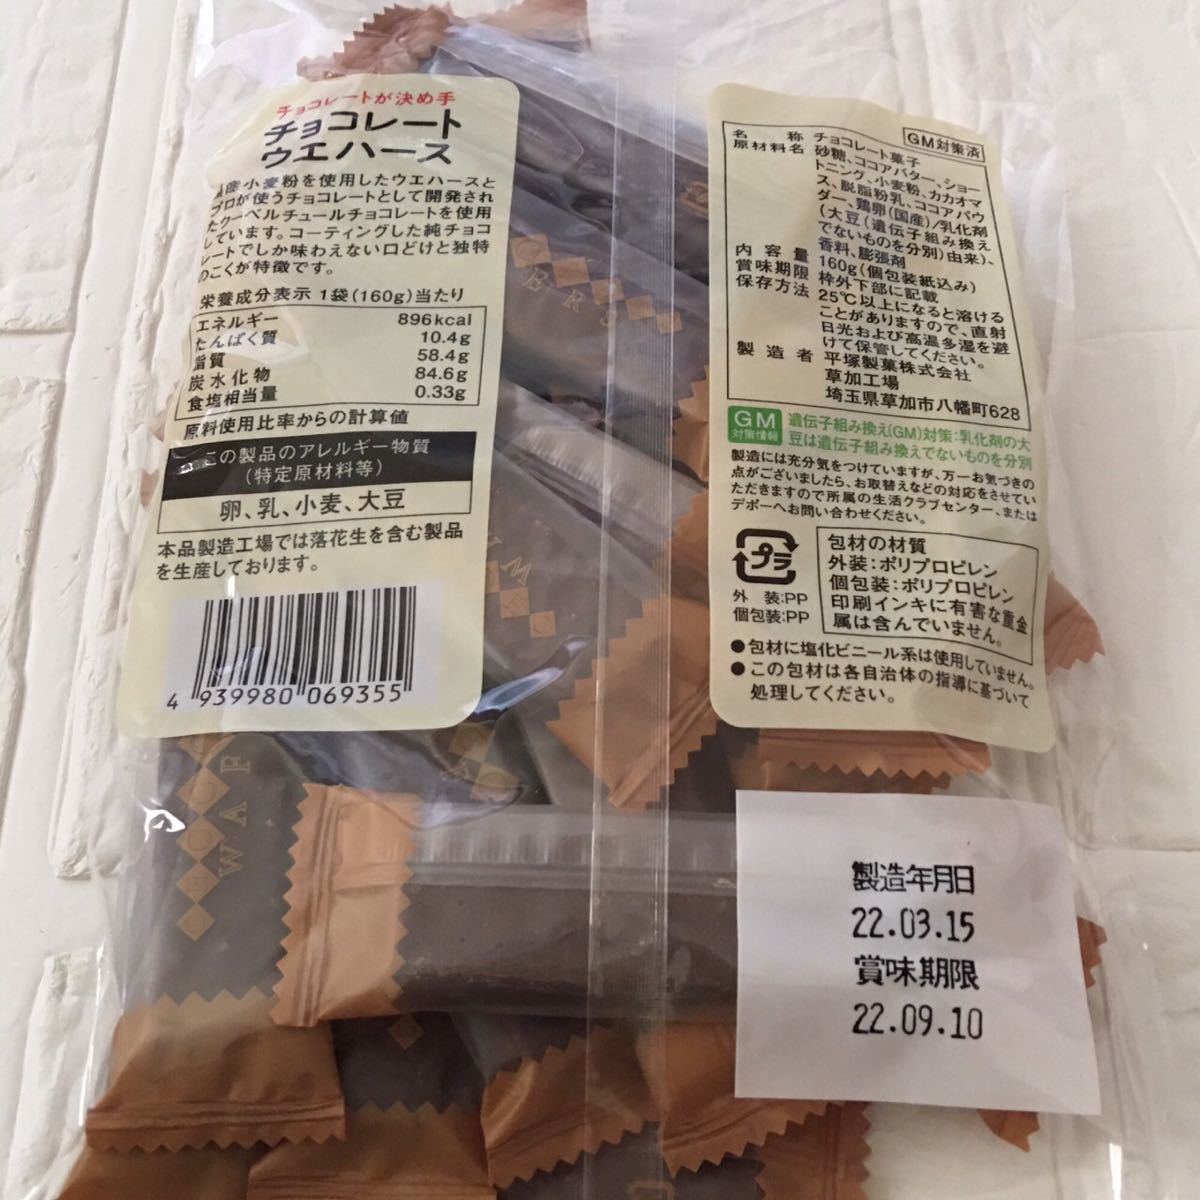 チョコレートが決め手
チョコレート
ウエハース
産小麦粉を使用したウエハースと
プロが使うチョコレートとして開発され
たクーベルチュールチョコレートを使用
しています。コーティングした純チョコ
レートでしか味わえない口どけと独特
のこくが特徴です。
栄養成分表示 1袋(160g)当たり
エネルギー 896kcal
たんぱく質 10.4g
脂質 58.4g
炭水化物 84.6g
食塩相当量 0.33g
原料使用比率からの計算値
この製品のアレルギー物質
(特定原材料等)
卵、乳、小麦、大豆
本品製造工場では落花生を含む製品
を生産しております。
4 939980 069355
GM対策済
名称 チョコレート菓子
原材料名 砂糖、ココアバター、ショー
トニング、小麦粉、カカオマ
ス、脱脂粉乳、ココアパウ
ダー、鶏卵(国産)/乳化剤
(大豆(遺伝子組み換え
でないものを分別)由来)、
香料、膨張剤
内容量 160g(個包装紙込み)
賞味期限 枠外下部に記載
保存方法 25℃以上になると溶ける
ことがありますので、直射
日光および高温多湿を避
けて保管してください。
製造者 平塚製菓株式会社
草加工場
埼玉県草加市八幡町628
GM
対策情報
遺伝子組み換え(GM)対策:乳化剤の大
豆は遺伝子組み換えでないものを分別
製造には充分気をつけていますが、万一お気づきの
点がございましたら、お取替えなどの対応をさせてい
ただきますので所属の生活クラブセンター、または
デポーへお問い合わせください。
プラ
外 装:PP
個包装:PP
包材の材質
外装:ポリプロピレン
個包装:ポリプロピレン
印刷インキに有害な重金
属は含んでいません。
●包材に塩化ビニール系は使用していません。
●この包材は各自治体の指導に基づいて
処理してください。
製造年月日
22.03.15
賞味期限
22.09.10